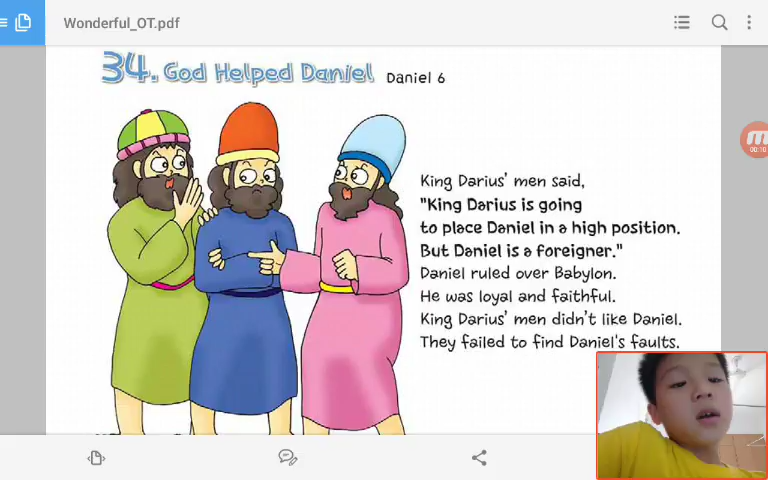 Wonderful_OT.pdf
34. God Helped Daniel Daniel 6
00:10
King Darius' men said,
"King Darius is going
to place Daniel in a high position.
But Daniel is a foreigner."
Daniel ruled over Babylon.
He was loyal and faithful.
King Darius' men didn't like Daniel.
They failed to find Daniel's faults.